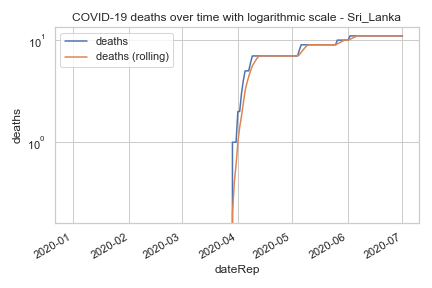 COVID-19 deaths over time with logarithmic scale - Sri_Lanka
deaths
deaths (rolling)
10¹
10⁰
deaths
2020-01
2020-02
2020-03
2020-04
2020-05
2020-06
2020-07
dateRep